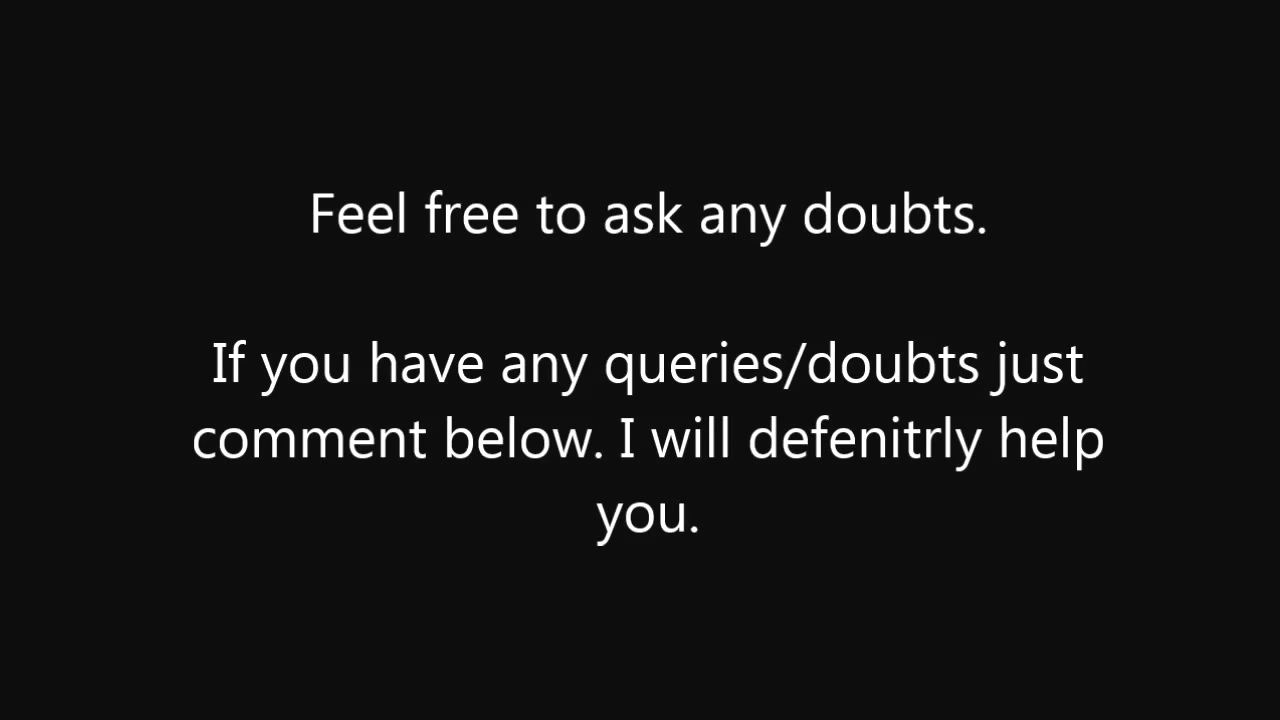 Feel free to ask any doubts.
If you have any queries/doubts just
comment below. I will defenitrly help
you.